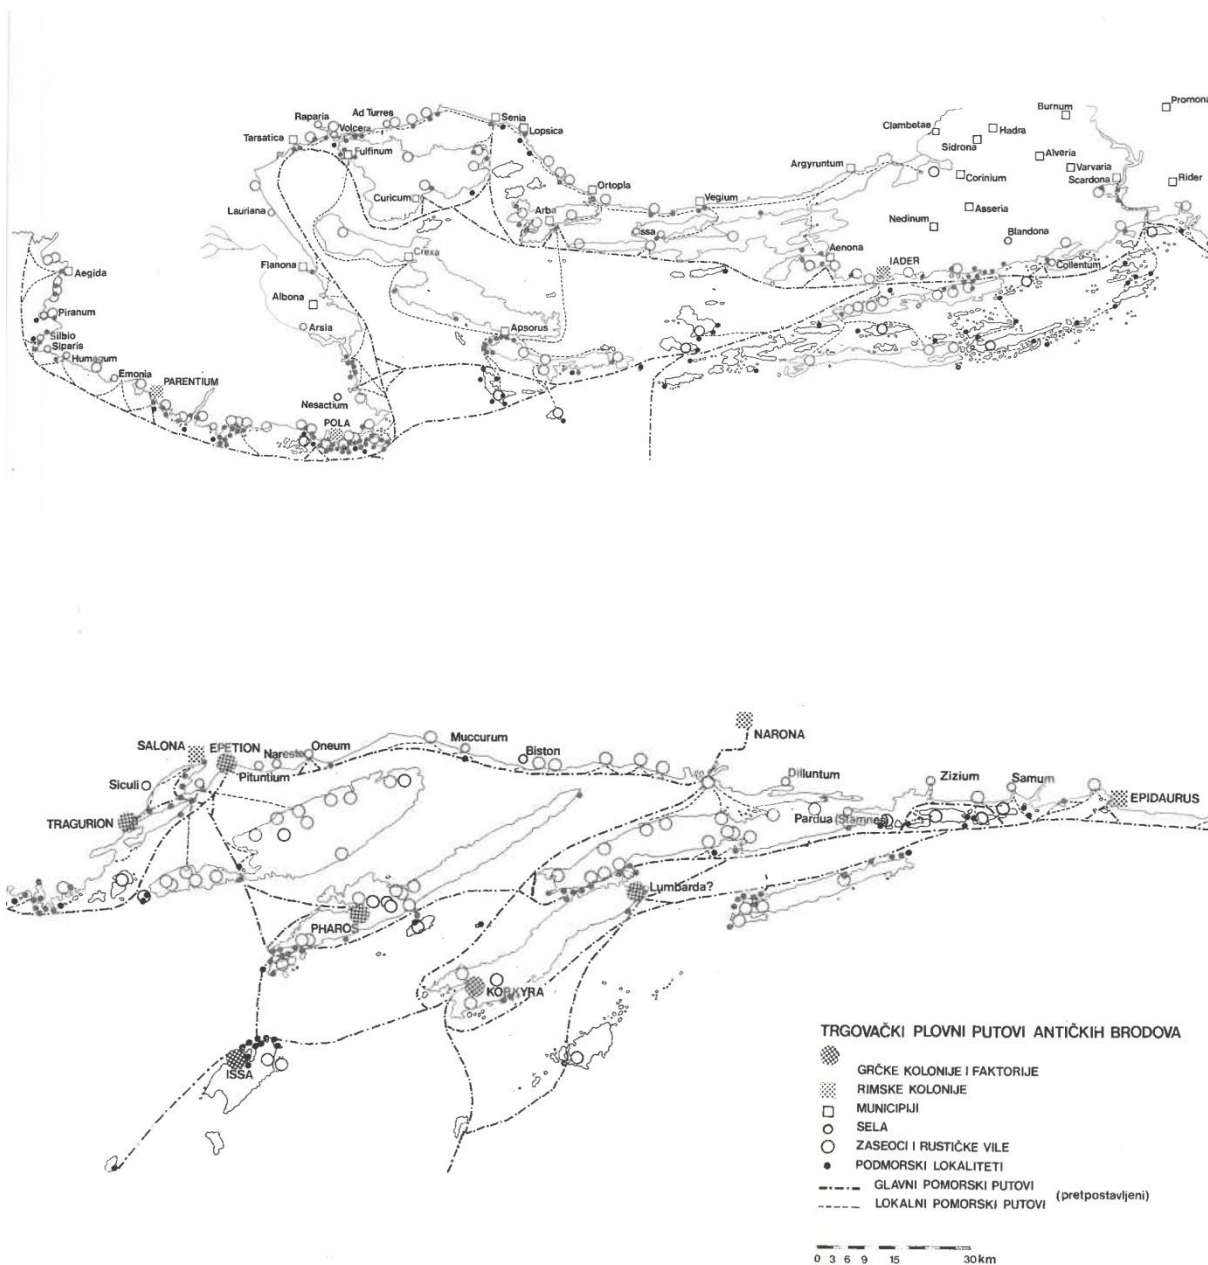 Promona
Burnum
Raparia
Ad Turres
Senia
Volcera
Lopsica
Tarsatica
Clambetae
Hadra
Sidrona
Fulfinum
Alveria
Argyruntum
Varvaria
Corinium
Scardona
Rider
Ortopla
Curicum
Vegium
Lauriana
Arba
Asseria
Nedinum
Cissa
Blandona
Crexa
Aenona
Flanona
IADER
Collentum
Aegida
Albona
Piranum
Arsia
Apsorus
Silbio
Siparis
Humagum
Emonia
PARENTIUM
Nesactium
POLA
NARONA
SALONA
EPETION
Nareste
Oneum
Muccurum
Biston
Siculi
Pituntium
Dilluntum
Zizium
Samum
EPIDAURUS
TRAGURION
Pardua (Stamnes)
Lumbarda?
PHAROS
KORKYRA
ISSA
TRGOVAČKI PLOVNI PUTOVI ANTIČKIH BRODOVA
GRČKE KOLONIJE I FAKTORIJE
RIMSKE KOLONIJE
MUNICIPIJI
SELA
ZASEOCI I RUSTIČKE VILE
PODMORSKI LOKALITETI
GLAVNI POMORSKI PUTOVI
(pretpostavljeni)
LOKALNI POMORSKI PUTOVI
0 3 6 9 15 30 km